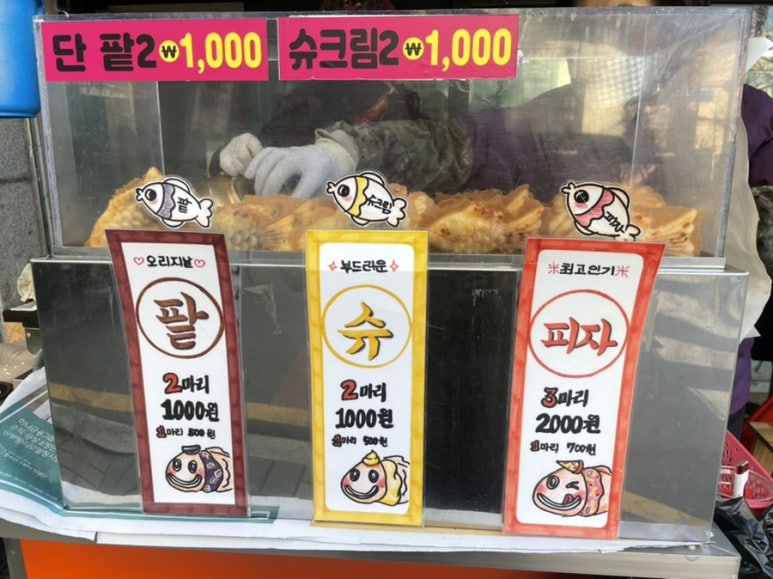 단 팥2 ₩1,000
슈크림2 ₩1,000
팥
슈크림
피자
♡오리지날♡
팥
2마리
1000원
1마리 500원
부드러운
슈
2마리
1000원
1마리 500원
최고인기
피자
3마리
2000원
1마리 700원